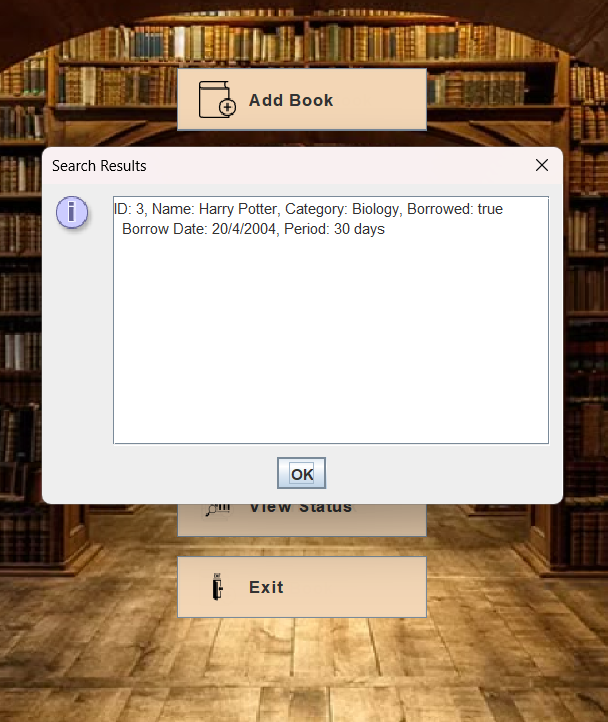 Add Book
Search Results
i
ID: 3, Name: Harry Potter, Category: Biology, Borrowed: true
Borrow Date: 20/4/2004, Period: 30 days
OK
View Status
Exit